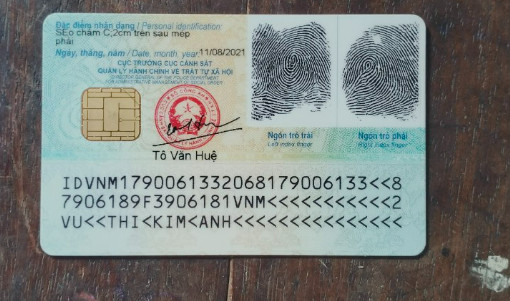 Đặc điểm nhân dạng / Personal identification:
SEo chấm C,2cm trên sau mép
phải
Ngày, tháng, năm / Date, month, year 11/08/2021
CỤC TRƯỞNG CỤC CẢNH SÁT
QUẢN LÝ HÀNH CHÍNH VỀ TRẬT TỰ XÃ HỘI
DIRECTOR GENERAL OF THE POLICE DEPARTMENT
FOR ADMINISTRATIVE MANAGEMENT OF SOCIAL ORDER
Tô Văn Huệ
Ngón trỏ trái
Left index finger
Ngón trỏ phải
Right index finger
IDVNM1790061332068179006133<<8
7906189F3906181VNM<<<<<<<<<<<2
VU<<THI<KIM<ANH<<<<<<<<<<<<<<<